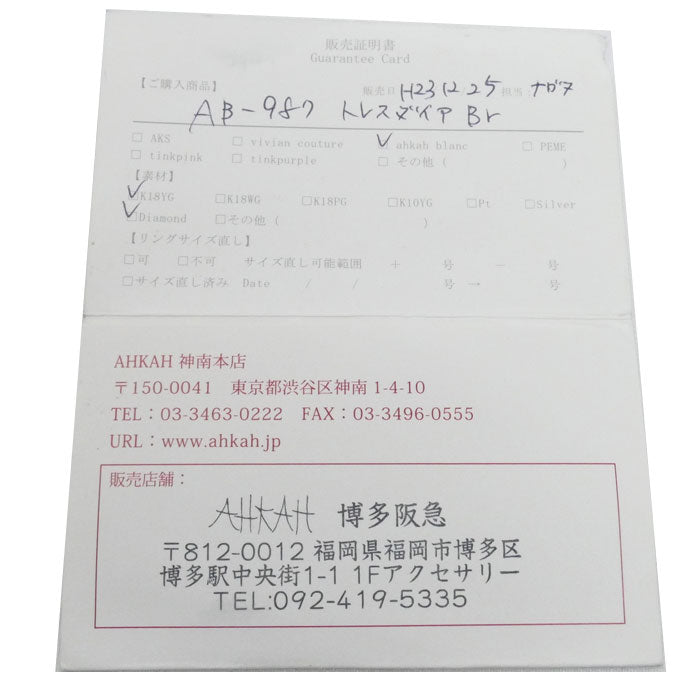 販売証明書
Guarantee Card
【ご購入商品】 販売日 H23 12 25 担当:
AB-987 トレスダイア Br
□ AKS □ vivian couture ☑ ahkah blanc □ PEME
□ tinkpink □ tinkpurple □ その他 ( )
【素材】
☑K18YG □K18WG □K18PG □K10YG □Pt □Silver
☑Diamond □その他 ( )
【リングサイズ直し】
□可 □不可 サイズ直し可能範囲 + 号 － 号
□サイズ直し済み Date / / 号 → 号
AHKAH 神南本店
〒150-0041 東京都渋谷区神南 1-4-10
TEL：03-3463-0222 FAX：03-3496-0555
URL：www.ahkah.jp
販売店舗：
AHKAH 博多阪急
〒812-0012 福岡県福岡市博多区
博多駅中央街1-1 1Fアクセサリー
TEL:092-419-5335